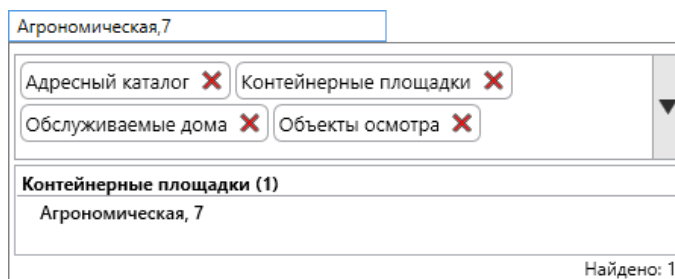 Агрономическая,7
Адресный каталог Контейнерные площадки
Обслуживаемые дома Объекты осмотра
Контейнерные площадки (1)
Агрономическая, 7
Найдено: 1